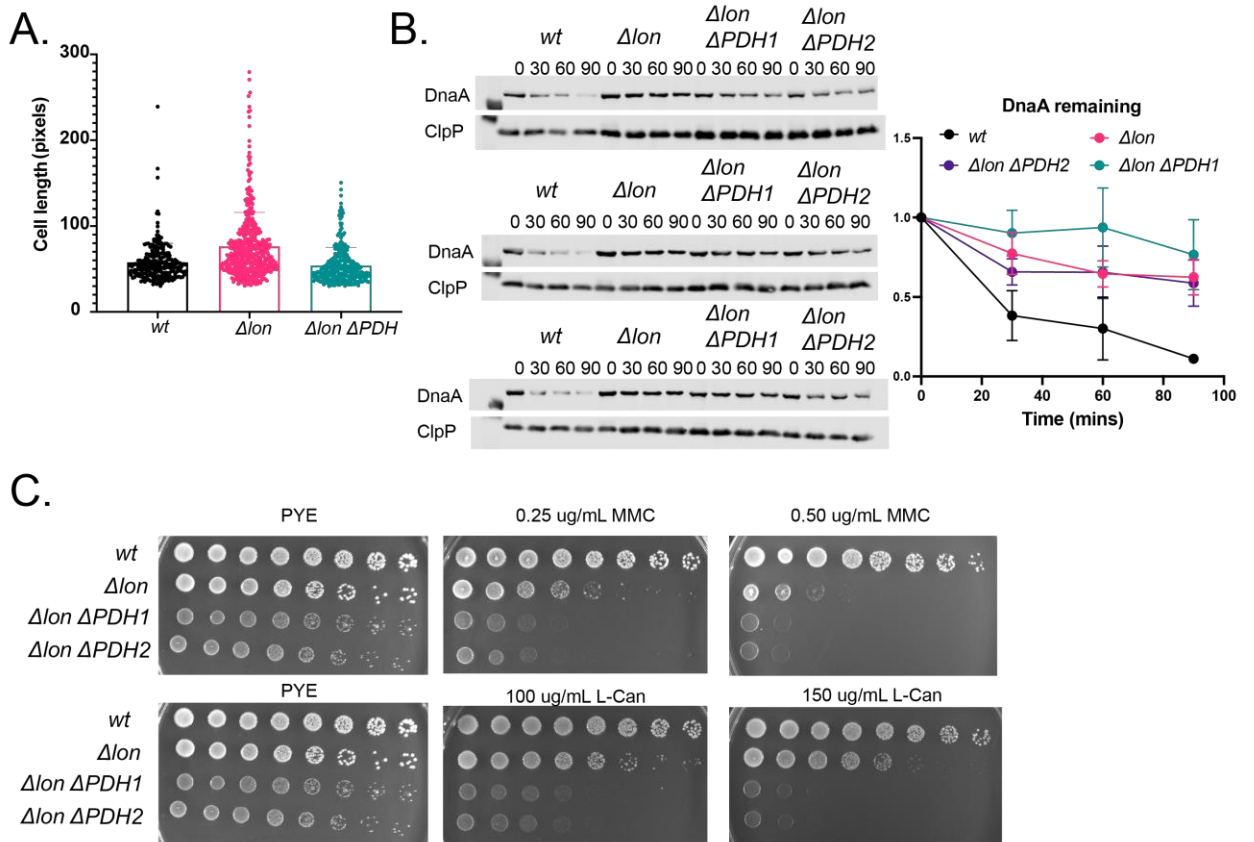 A.
300
200
100
0
Cell length (pixels)
wt
Δlon
Δlon ΔPDH
B.
wt
Δlon
Δlon
ΔPDH1
Δlon
ΔPDH2
0 30 60 90 0 30 60 90 0 30 60 90 0 30 60 90
DnaA
ClpP
wt
Δlon
Δlon
ΔPDH1
Δlon
ΔPDH2
0 30 60 90 0 30 60 90 0 30 60 90 0 30 60 90
DnaA
ClpP
wt
Δlon
Δlon
ΔPDH1
Δlon
ΔPDH2
0 30 60 90 0 30 60 90 0 30 60 90 0 30 60 90
DnaA
ClpP
DnaA remaining
wt
Δlon
Δlon ΔPDH2
Δlon ΔPDH1
1.5
1.0
0.5
0.0
0 20 40 60 80 100
Time (mins)
C.
PYE
0.25 ug/mL MMC
0.50 ug/mL MMC
wt
Δlon
Δlon ΔPDH1
Δlon ΔPDH2
PYE
100 ug/mL L-Can
150 ug/mL L-Can
wt
Δlon
Δlon ΔPDH1
Δlon ΔPDH2